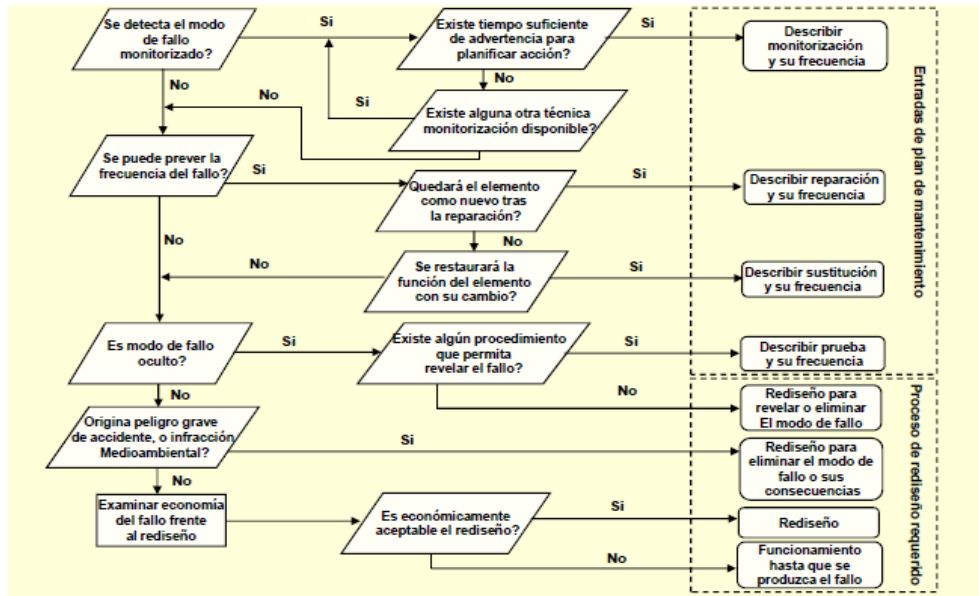 Se detecta el modo
de fallo
monitorizado?
Si
Existe tiempo suficiente
de advertencia para
planificar acción?
Si
Describir
monitorización
y su frecuencia
No
No
Si
No
Existe alguna otra técnica
monitorización disponible?
Se puede prever la
frecuencia del fallo?
Si
Quedará el elemento
como nuevo tras
la reparación?
Si
Describir reparación
y su frecuencia
No
No
No
Se restaurará la
función del elemento
con su cambio?
Si
Describir sustitución
y su frecuencia
Es modo de fallo
oculto?
Si
Existe algún procedimiento
que permita
revelar el fallo?
Si
Describir prueba
y su frecuencia
Entradas de plan de mantenimiento
No
No
Rediseño para
revelar o eliminar
El modo de fallo
Origina peligro grave
de accidente, o infracción
Medioambiental?
Si
Rediseño para
eliminar el modo de
fallo o sus
consecuencias
No
Examinar economía
del fallo frente
al rediseño
Es económicamente
aceptable el rediseño?
Si
Rediseño
No
Funcionamiento
hasta que se
produzca el fallo
Proceso de rediseño requerido